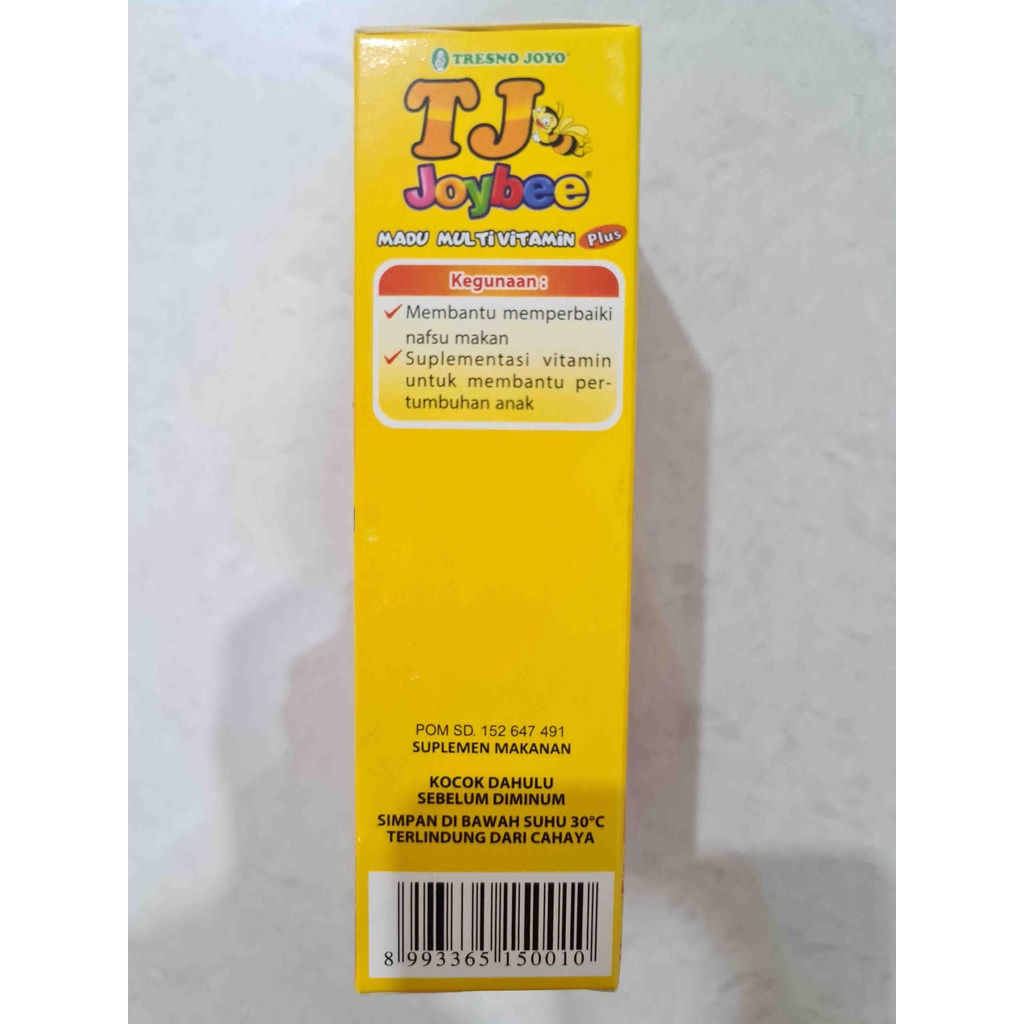 TRESNO JOYO®
TJ
Joybee®
MADU MULTIVITAMIN Plus
Kegunaan :
Membantu memperbaiki
nafsu makan
Suplementasi vitamin
untuk membantu per-
tumbuhan anak
POM SD. 152 647 491
SUPLEMEN MAKANAN
KOCOK DAHULU
SEBELUM DIMINUM
SIMPAN DI BAWAH SUHU 30°C
TERLINDUNG DARI CAHAYA
8 993365 150010